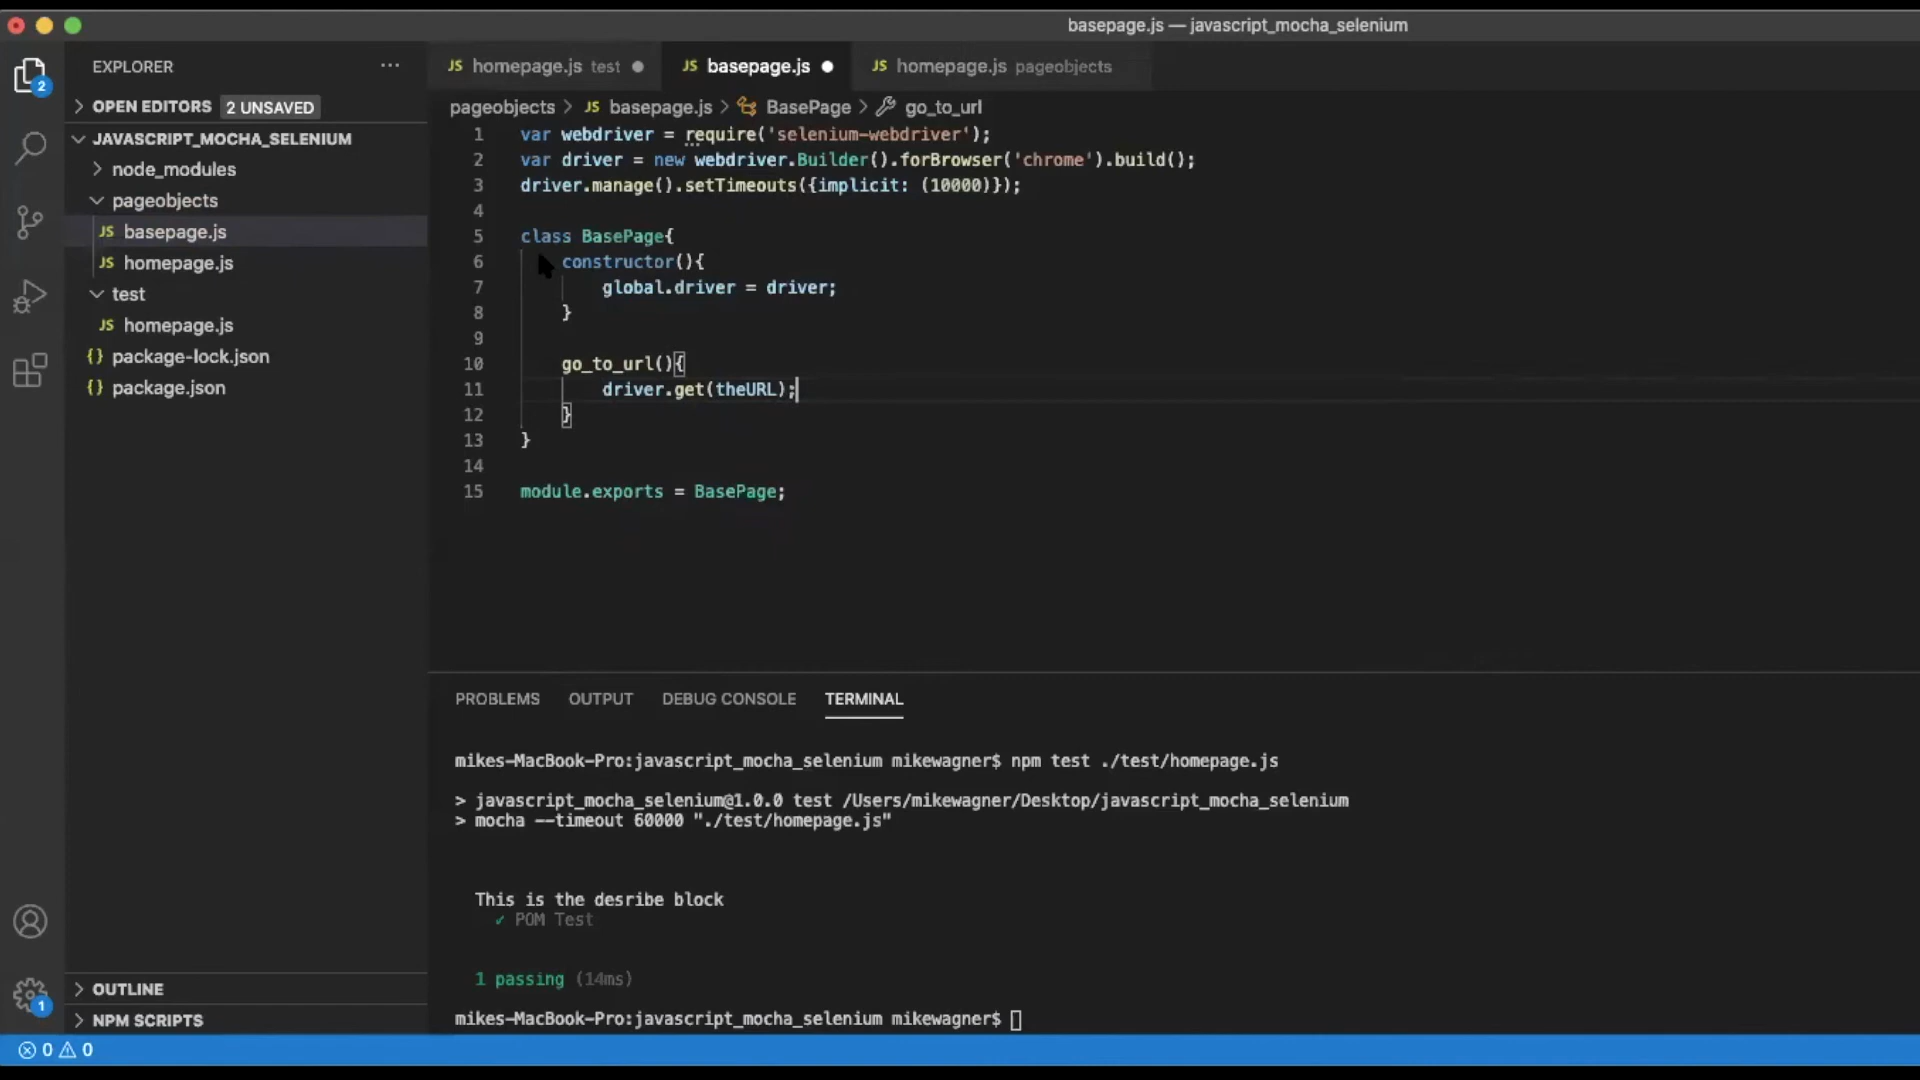 basepage.js — javascript_mocha_selenium
EXPLORER ···
2
JS homepage.js test
JS basepage.js
JS homepage.js pageobjects
OPEN EDITORS 2 UNSAVED
pageobjects > JS basepage.js > BasePage > go_to_url
JAVASCRIPT_MOCHA_SELENIUM
node_modules
pageobjects
JS basepage.js
JS homepage.js
test
JS homepage.js
{} package-lock.json
{} package.json
1 var webdriver = require('selenium-webdriver');
2 var driver = new webdriver.Builder().forBrowser('chrome').build();
3 driver.manage().setTimeouts({implicit: (10000)});
4
5 class BasePage{
6 constructor(){
7 global.driver = driver;
8 }
9
10 go_to_url(){
11 driver.get(theURL);
12 }
13 }
14
15 module.exports = BasePage;
PROBLEMS OUTPUT DEBUG CONSOLE TERMINAL
mikes-MacBook-Pro:javascript_mocha_selenium mikewagner$ npm test ./test/homepage.js
> javascript_mocha_selenium@1.0.0 test /Users/mikewagner/Desktop/javascript_mocha_selenium
> mocha --timeout 60000 "./test/homepage.js"
This is the desribe block
✓ POM Test
1 passing (14ms)
mikes-MacBook-Pro:javascript_mocha_selenium mikewagner$
OUTLINE
1
NPM SCRIPTS
0 0